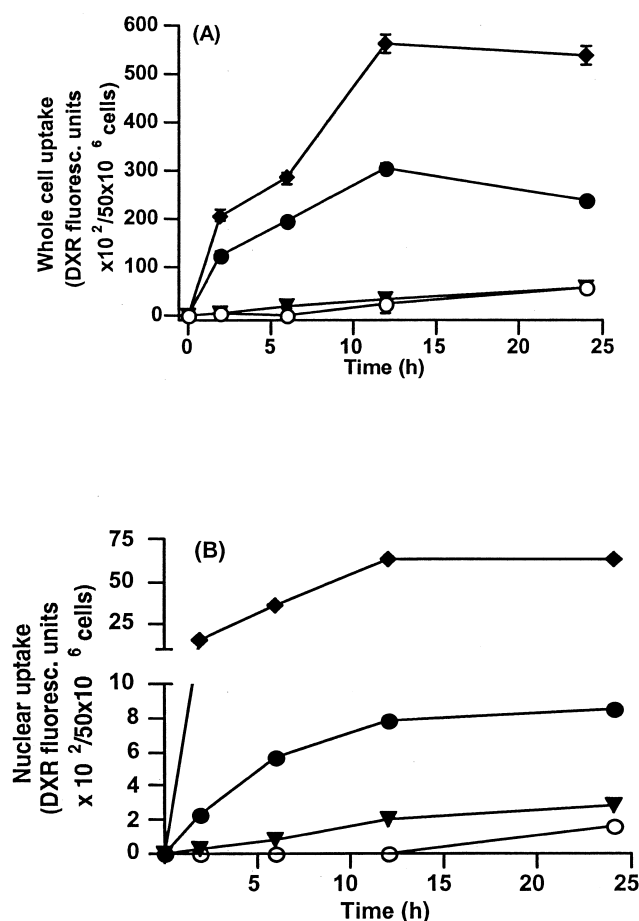 (A)
600
500
400
300
200
100
0
Whole cell uptake
(DXR fluoresc. units
x10 2/50x10 6 cells)
0 5 10 15 20 25
Time (h)
(B)
75
50
25
10
8
6
4
2
0
Nuclear uptake
(DXR fluoresc. units
x 10 2/50x10 6 cells)
5 10 15 20 25
Time (h)